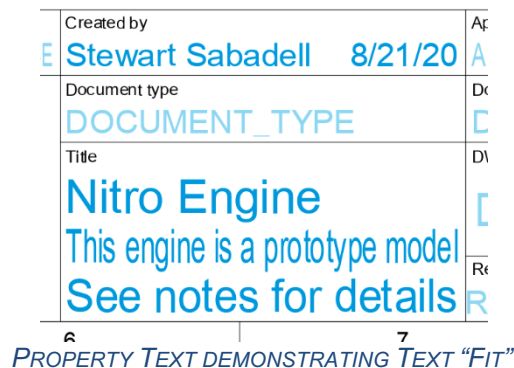 Created by
Stewart Sabadell 8/21/20
Document type
DOCUMENT_TYPE
Title
Nitro Engine
This engine is a prototype model
See notes for details
6 7
PROPERTY TEXT DEMONSTRATING TEXT “FIT”